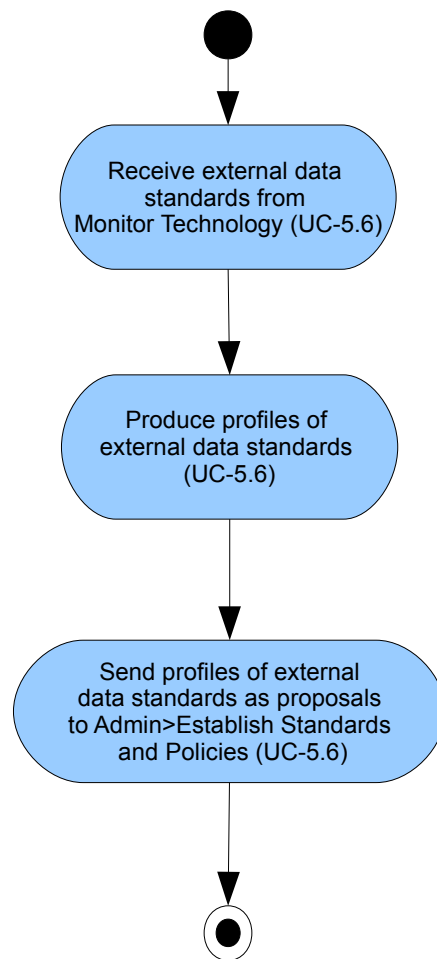 Receive external data
standards from
Monitor Technology (UC-5.6)
Produce profiles of
external data standards
(UC-5.6)
Send profiles of external
data standards as proposals
to Admin>Establish Standards
and Policies (UC-5.6)